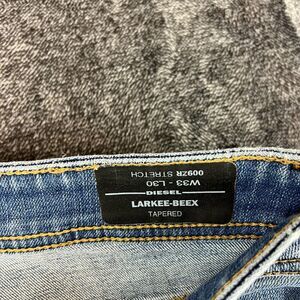 009ZR STRETCH
W33 - L30
DIESEL
LARKEE-BEEX
TAPERED